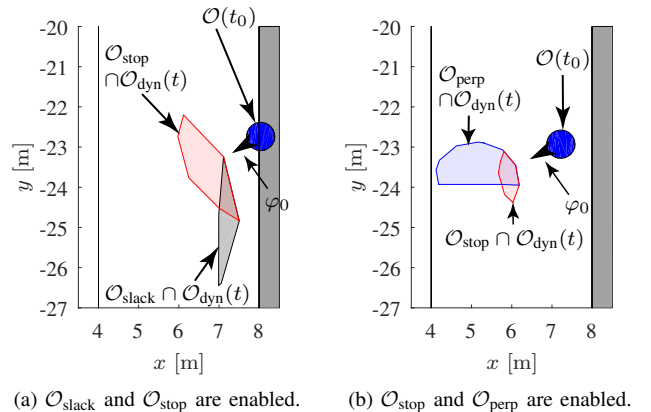 -20
-21
-22
-23
-24
-25
-26
-27
y [m]
4 5 6 7 8
x [m]
𝒪(t₀)
𝒪stop
∩𝒪dyn(t)
φ₀
𝒪slack ∩ 𝒪dyn(t)
(a) 𝒪slack and 𝒪stop are enabled.
-20
-21
-22
-23
-24
-25
-26
-27
y [m]
4 5 6 7 8
x [m]
𝒪(t₀)
𝒪perp
∩𝒪dyn(t)
φ₀
𝒪stop ∩ 𝒪dyn(t)
(b) 𝒪stop and 𝒪perp are enabled.